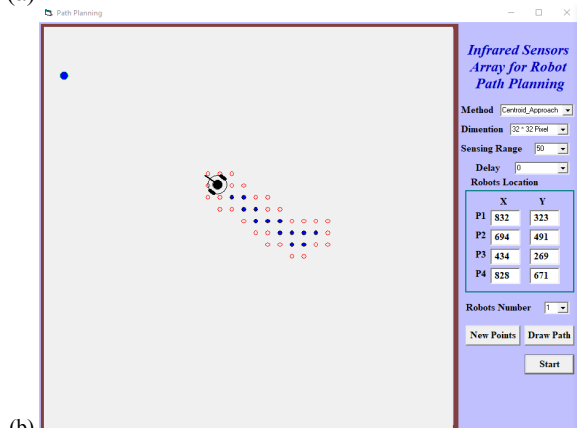 (a)
Path Planning
Infrared Sensors
Array for Robot
Path Planning
Method Centroid_Approach
Dimention 32 * 32 Pixel
Sensing Range 50
Delay 0
Robots Location
X Y
P1 832 323
P2 694 491
P3 434 269
P4 828 671
Robots Number 1
New Points Draw Path
Start
(b)